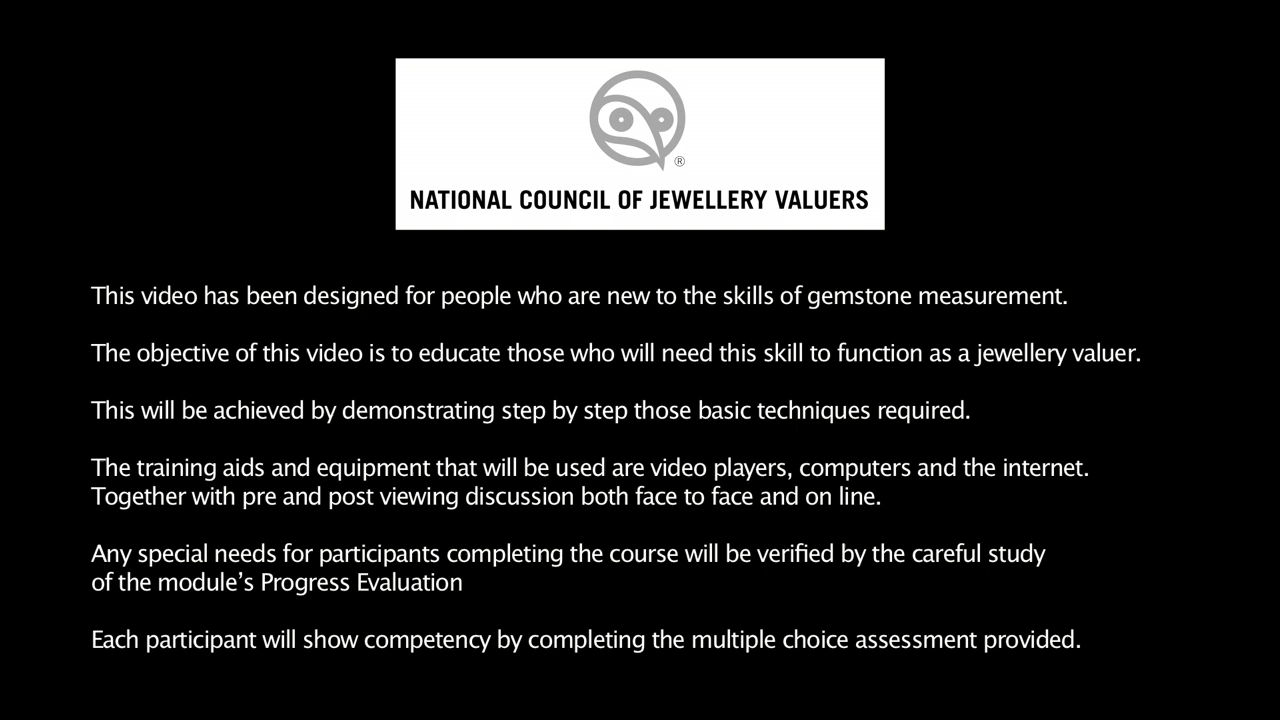 ®
NATIONAL COUNCIL OF JEWELLERY VALUERS
This video has been designed for people who are new to the skills of gemstone measurement.
The objective of this video is to educate those who will need this skill to function as a jewellery valuer.
This will be achieved by demonstrating step by step those basic techniques required.
The training aids and equipment that will be used are video players, computers and the internet.
Together with pre and post viewing discussion both face to face and on line.
Any special needs for participants completing the course will be verified by the careful study
of the module’s Progress Evaluation
Each participant will show competency by completing the multiple choice assessment provided.